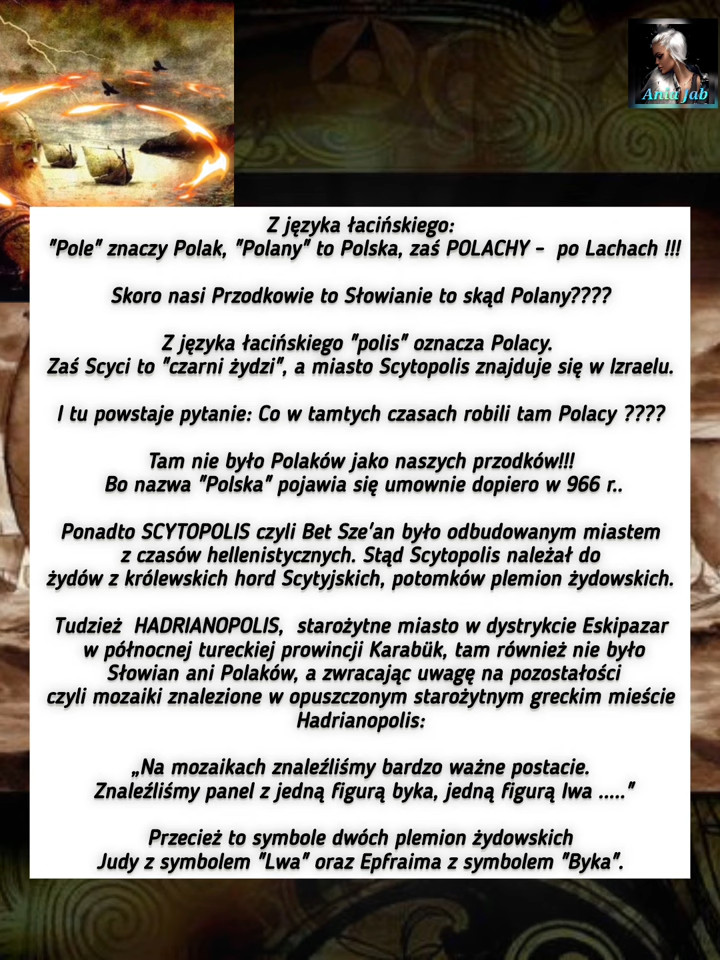 Ania Jab
Z języka łacińskiego:
"Pole" znaczy Polak, "Polany" to Polska, zaś POLACHY - po Lachach !!!
Skoro nasi Przodkowie to Słowianie to skąd Polany????
Z języka łacińskiego "polis" oznacza Polacy.
Zaś Scyci to "czarni żydzi", a miasto Scytopolis znajduje się w Izraelu.
I tu powstaje pytanie: Co w tamtych czasach robili tam Polacy ????
Tam nie było Polaków jako naszych przodków!!!
Bo nazwa "Polska" pojawia się umownie dopiero w 966 r..
Ponadto SCYTOPOLIS czyli Bet Sze'an było odbudowanym miastem
z czasów hellenistycznych. Stąd Scytopolis należał do
żydów z królewskich hord Scytyjskich, potomków plemion żydowskich.
Tudzież HADRIANOPOLIS, starożytne miasto w dystrykcie Eskipazar
w północnej tureckiej prowincji Karabük, tam również nie było
Słowian ani Polaków, a zwracając uwagę na pozostałości
czyli mozaiki znalezione w opuszczonym starożytnym greckim mieście
Hadrianopolis:
„Na mozaikach znaleźliśmy bardzo ważne postacie.
Znaleźliśmy panel z jedną figurą byka, jedną figurą lwa ....."
Przecież to symbole dwóch plemion żydowskich
Judy z symbolem "Lwa" oraz Epfraima z symbolem "Byka".